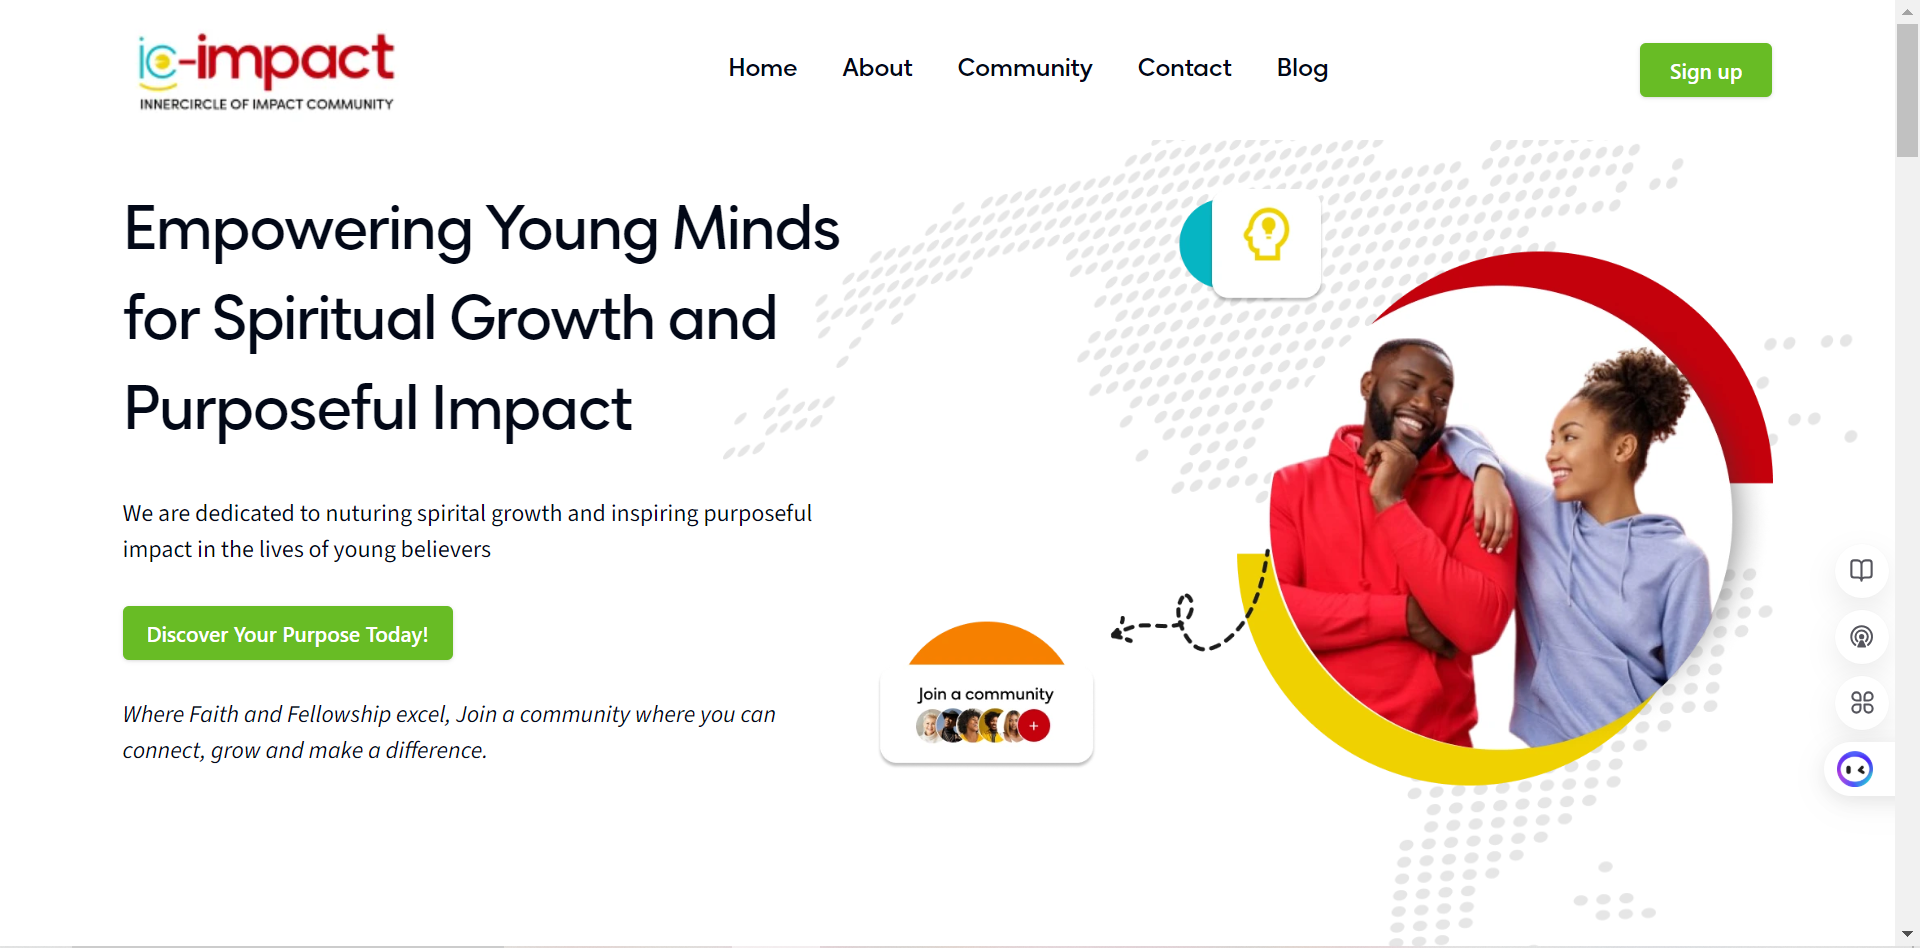 ic-impact
INNERCIRCLE OF IMPACT COMMUNITY
Home
About
Community
Contact
Blog
Sign up
Empowering Young Minds
for Spiritual Growth and
Purposeful Impact
We are dedicated to nuturing spirital growth and inspiring purposeful
impact in the lives of young believers
Discover Your Purpose Today!
Where Faith and Fellowship excel, Join a community where you can
connect, grow and make a difference.
Join a community
+